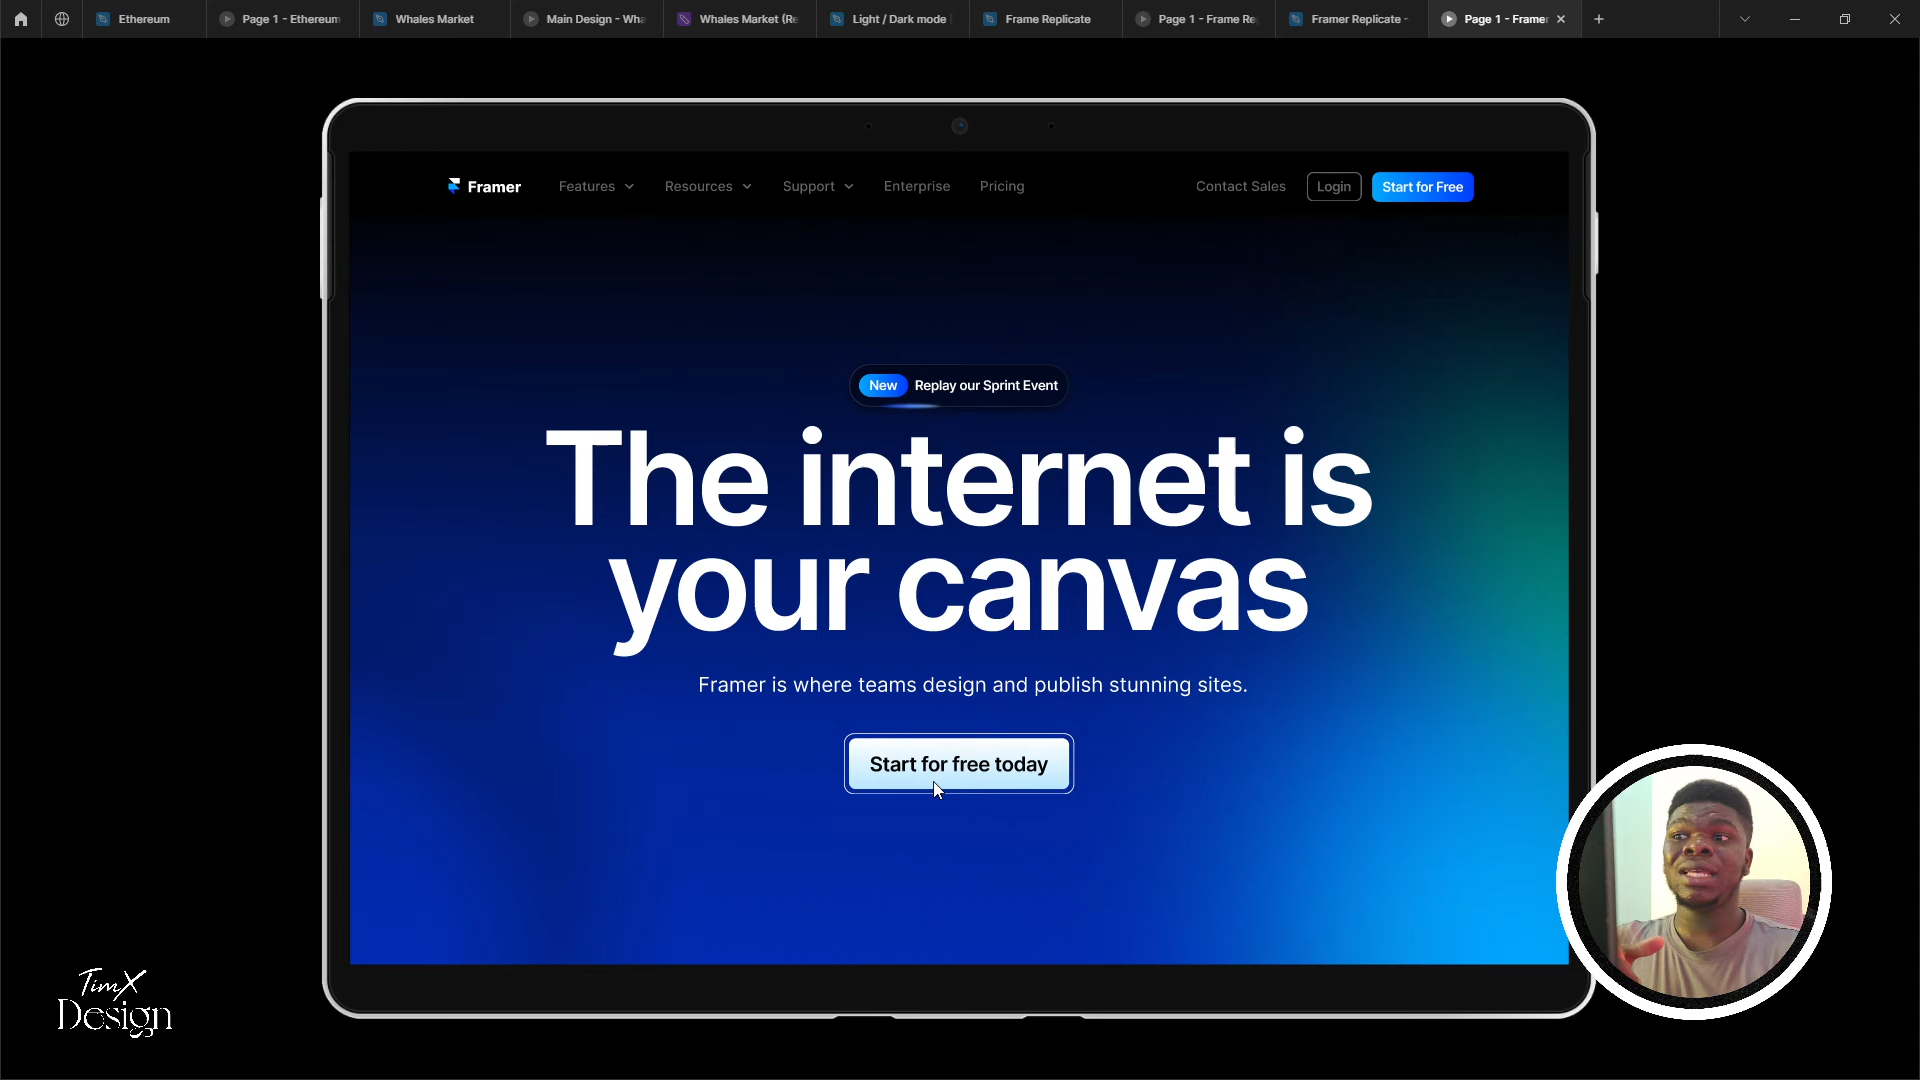 Ethereum
Page 1 - Ethereum
Whales Market
Main Design - Wha
Whales Market (Re
Light / Dark mode
Frame Replicate
Page 1 - Frame Re
Framer Replicate -
Page 1 - Framer
Framer
Features
Resources
Support
Enterprise
Pricing
Contact Sales
Login
Start for Free
New
Replay our Sprint Event
The internet is
your canvas
Framer is where teams design and publish stunning sites.
Start for free today
TimX
Design